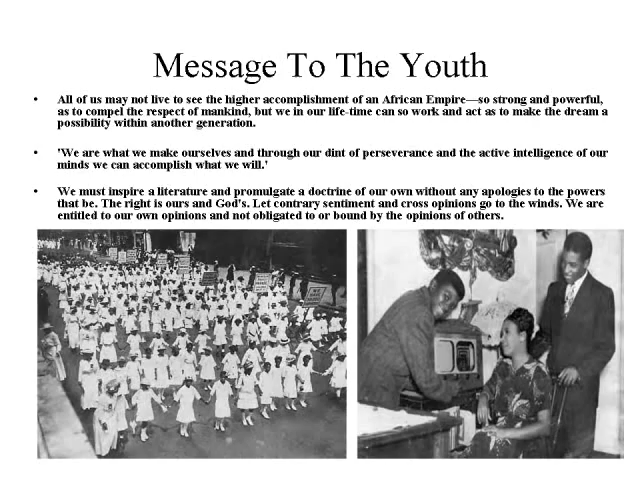 Message To The Youth
• All of us may not live to see the higher accomplishment of an African Empire—so strong and powerful,
as to compel the respect of mankind, but we in our life-time can so work and act as to make the dream a
possibility within another generation.
• 'We are what we make ourselves and through our dint of perseverance and the active intelligence of our
minds we can accomplish what we will.'
• We must inspire a literature and promulgate a doctrine of our own without any apologies to the powers
that be. The right is ours and God's. Let contrary sentiment and cross opinions go to the winds. We are
entitled to our own opinions and not obligated to or bound by the opinions of others.